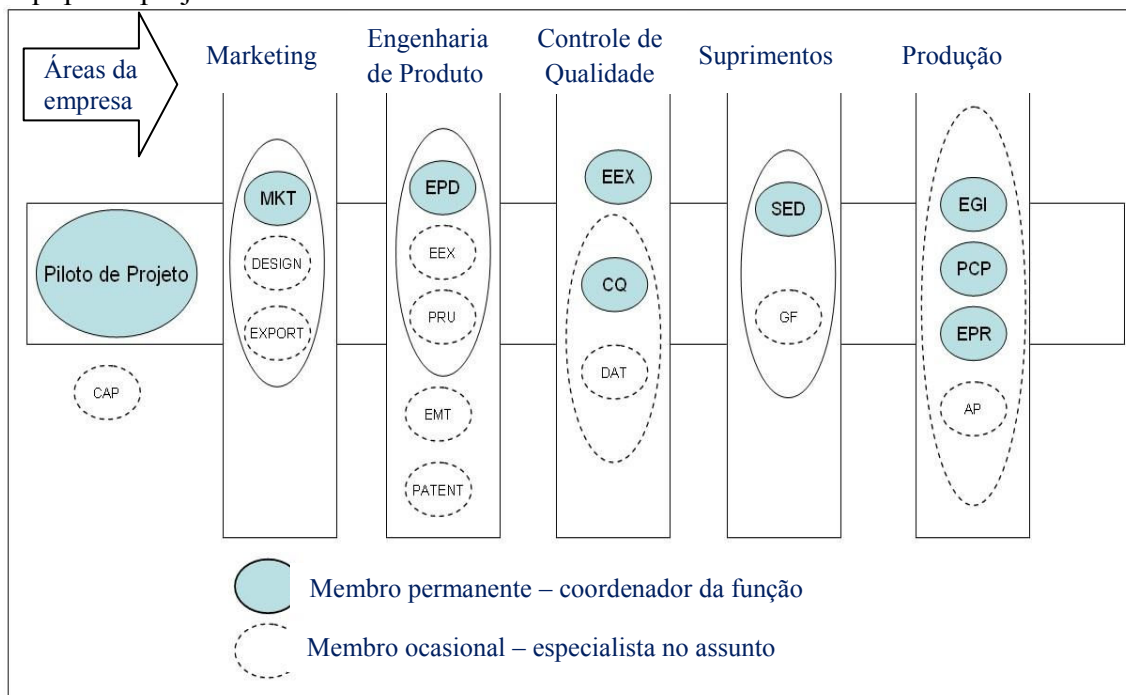 Áreas da
empresa
Marketing
Engenharia
de Produto
Controle de
Qualidade
Suprimentos
Produção
Piloto de Projeto
CAP
MKT
DESIGN
EXPORT
EPD
EEX
PRU
EMT
PATENT
EEX
CQ
DAT
SED
GF
EGI
PCP
EPR
AP
Membro permanente – coordenador da função
Membro ocasional – especialista no assunto